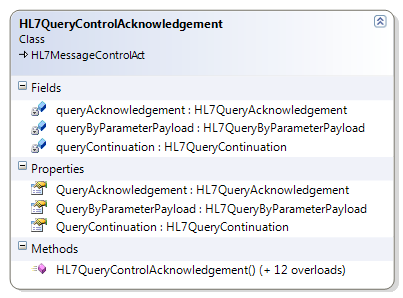 HL7QueryControlAcknowledgement
Class
HL7MessageControlAct
Fields
queryAcknowledgement : HL7QueryAcknowledgement
queryByParameterPayload : HL7QueryByParameterPayload
queryContinuation : HL7QueryContinuation
Properties
QueryAcknowledgement : HL7QueryAcknowledgement
QueryByParameterPayload : HL7QueryByParameterPayload
QueryContinuation : HL7QueryContinuation
Methods
HL7QueryControlAcknowledgement() (+ 12 overloads)